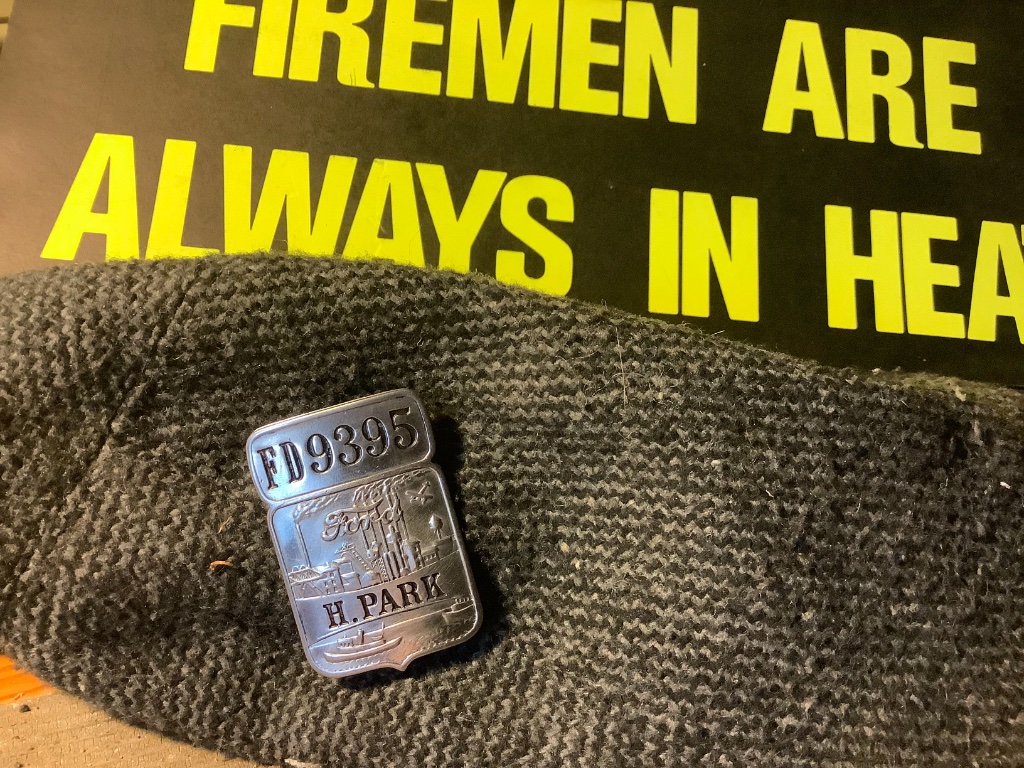 FIREMEN ARE
ALWAYS IN HEA
FD9395
Ford
H.PARK